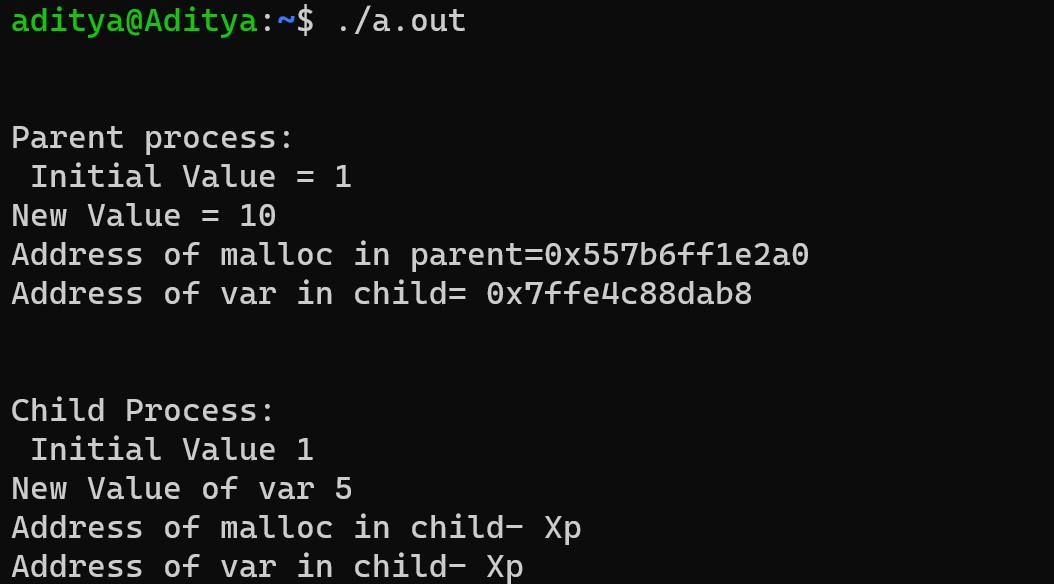 aditya@Aditya:~$ ./a.out
Parent process:
 Initial Value = 1
New Value = 10
Address of malloc in parent=0x557b6ff1e2a0
Address of var in child= 0x7ffe4c88dab8
Child Process:
 Initial Value 1
New Value of var 5
Address of malloc in child- Xp
Address of var in child- Xp